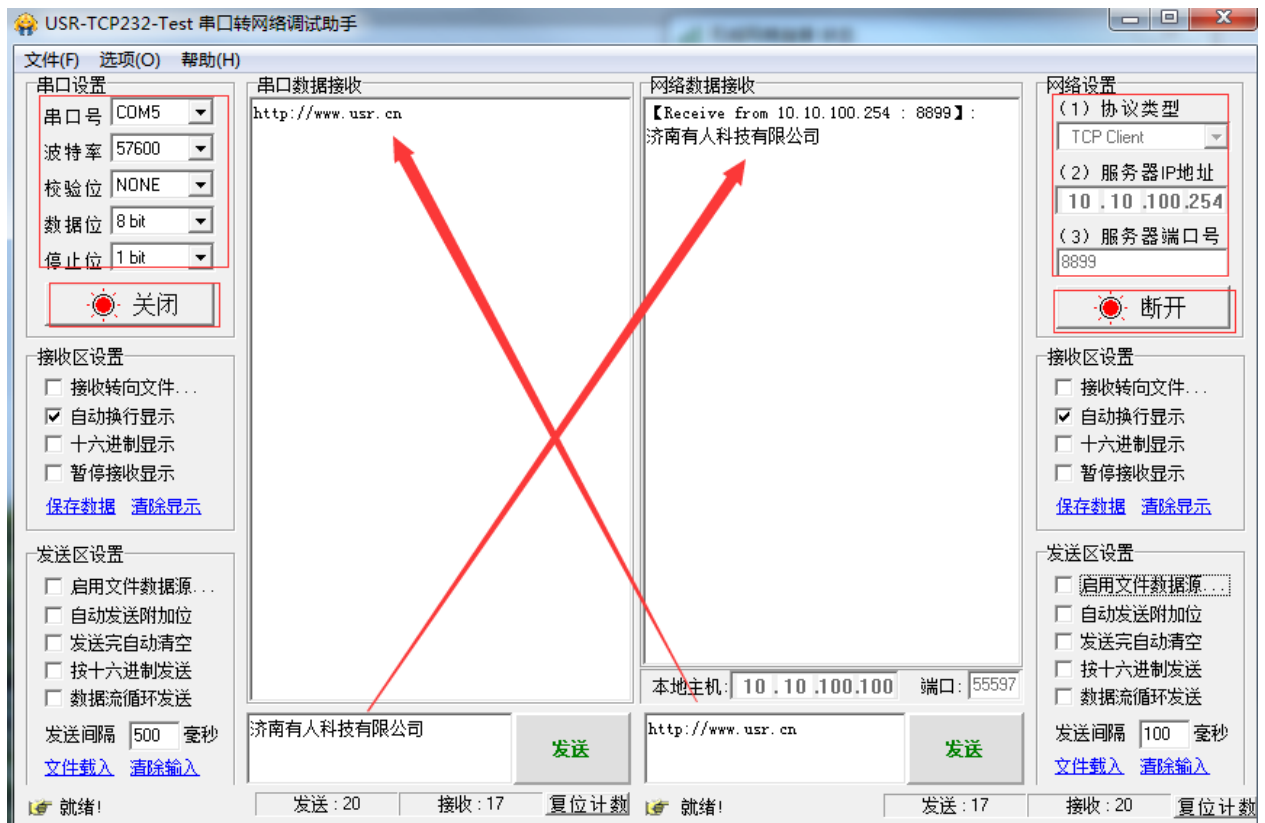 USR-TCP232-Test 串口转网络调试助手
文件(F) 选项(O) 帮助(H)
串口设置
串口号 COM5
波特率 57600
校验位 NONE
数据位 8 bit
停止位 1 bit
关闭
接收区设置
接收转向文件...
自动换行显示
十六进制显示
暂停接收显示
保存数据 清除显示
发送区设置
启用文件数据源...
自动发送附加位
发送完自动清空
按十六进制发送
数据流循环发送
发送间隔 500 毫秒
文件载入 清除输入
串口数据接收
http://www.usr.cn
济南有人科技有限公司
发送
网络数据接收
【Receive from 10.10.100.254 : 8899】:
济南有人科技有限公司
本地主机: 10 .10 .100.100 端口: 55597
http://www.usr.cn
发送
网络设置
(1) 协议类型
TCP Client
(2) 服务器IP地址
10 .10 .100.254
(3) 服务器端口号
8899
断开
接收区设置
接收转向文件...
自动换行显示
十六进制显示
暂停接收显示
保存数据 清除显示
发送区设置
启用文件数据源...
自动发送附加位
发送完自动清空
按十六进制发送
数据流循环发送
发送间隔 100 毫秒
文件载入 清除输入
就绪! 发送:20 接收:17 复位计数
就绪! 发送:17 接收:20 复位计数